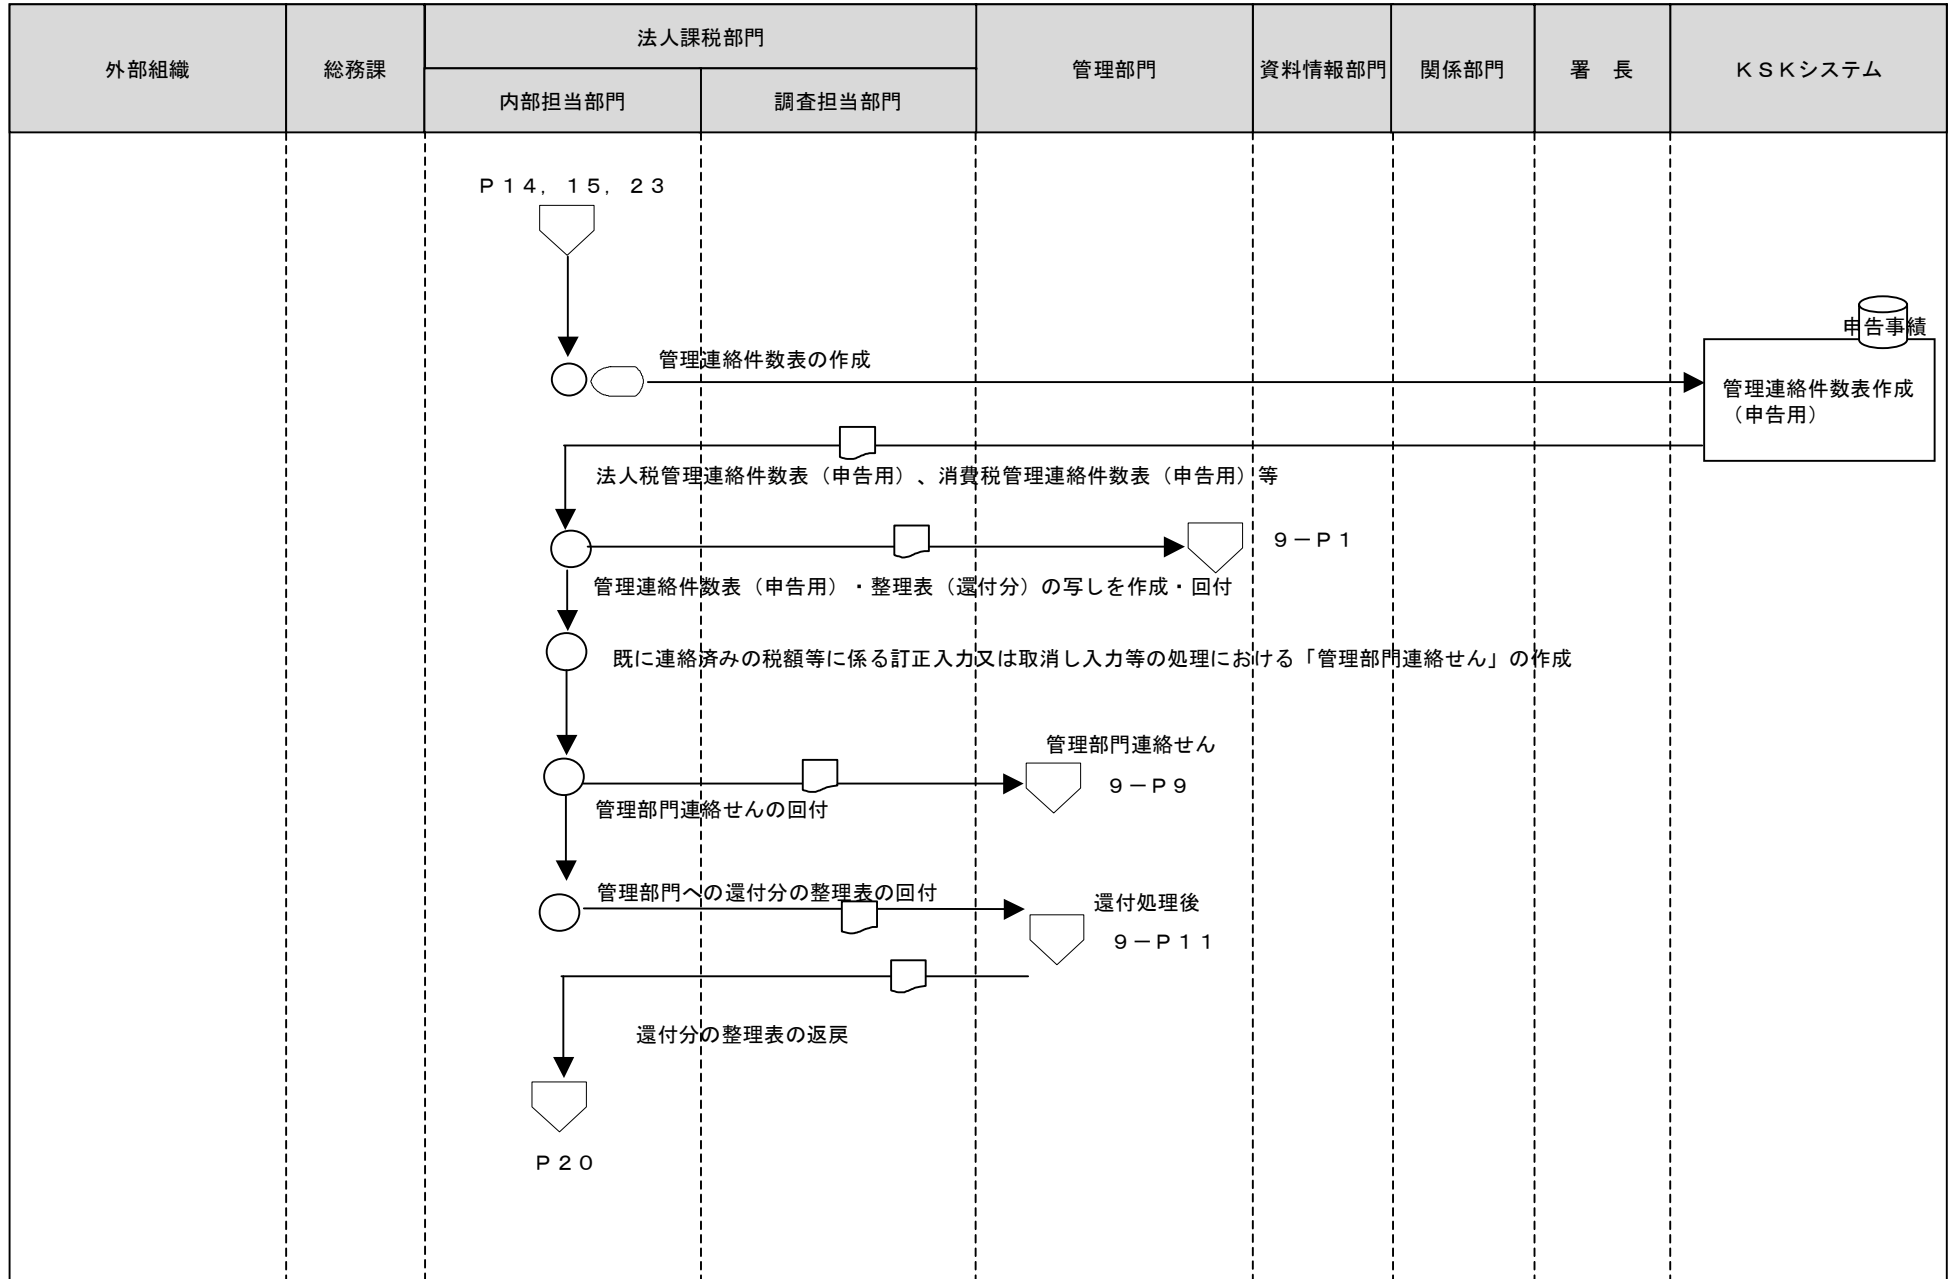 法人課税部門
外部組織
総務課
内部担当部門
調査担当部門
管理部門
資料情報部門
関係部門
署　長
ＫＳＫシステム
Ｐ１４，１５，２３
申告事績
管理連絡件数表の作成
管理連絡件数表作成
（申告用）
法人税管理連絡件数表（申告用）、消費税管理連絡件数表（申告用）等
９－Ｐ１
管理連絡件数表（申告用）・整理表（還付分）の写しを作成・回付
既に連絡済みの税額等に係る訂正入力又は取消し入力等の処理における「管理部門連絡せん」の作成
管理部門連絡せん
９－Ｐ９
管理部門連絡せんの回付
管理部門への還付分の整理表の回付
還付処理後
９－Ｐ１１
還付分の整理表の返戻
Ｐ２０